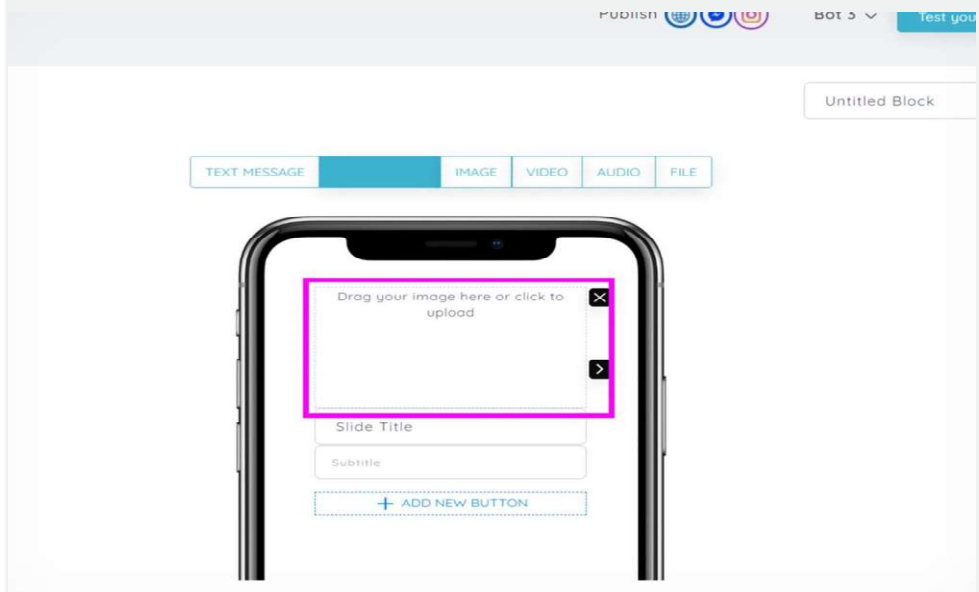 Publish
Bot 3
Test you
Untitled Block
TEXT MESSAGE
IMAGE
VIDEO
AUDIO
FILE
Drag your image here or click to
upload
Slide Title
Subtitle
+ ADD NEW BUTTON